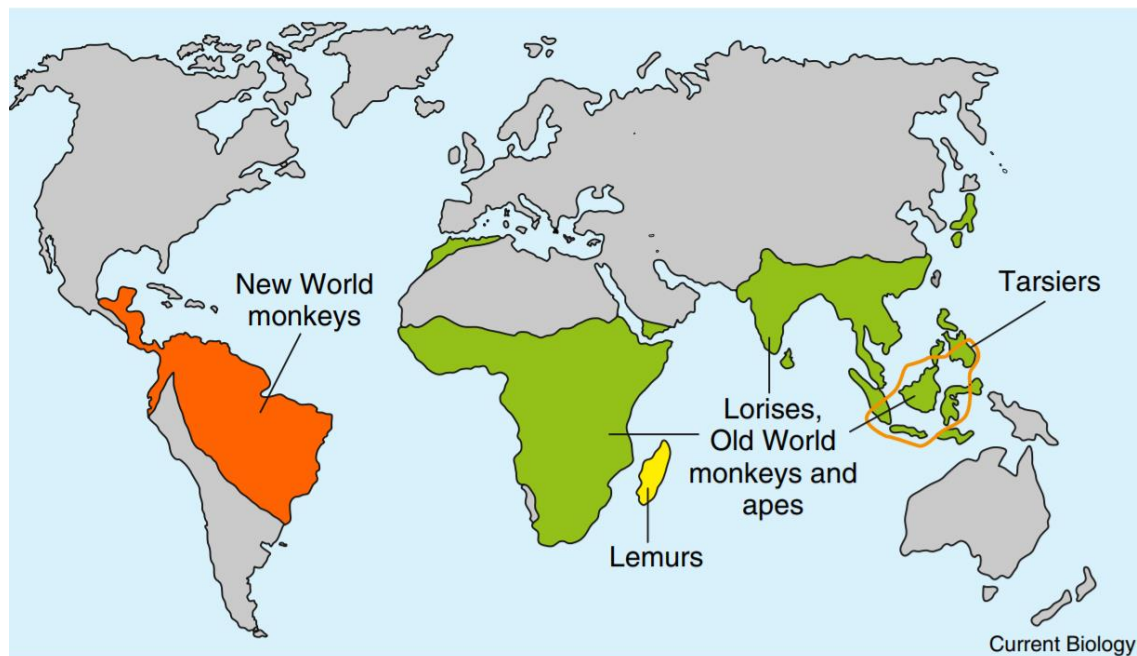 New World
monkeys
Tarsiers
Lorises,
Old World
monkeys and
apes
Lemurs
Current Biology